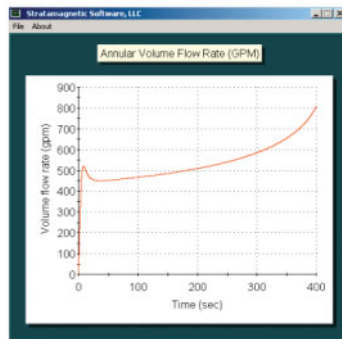 Stratamagnetic Software, LLC
File About
Annular Volume Flow Rate (GPM)
900
800
700
600
500
400
300
200
100
0
Volume flow rate (gpm)
0 100 200 300 400
Time (sec)